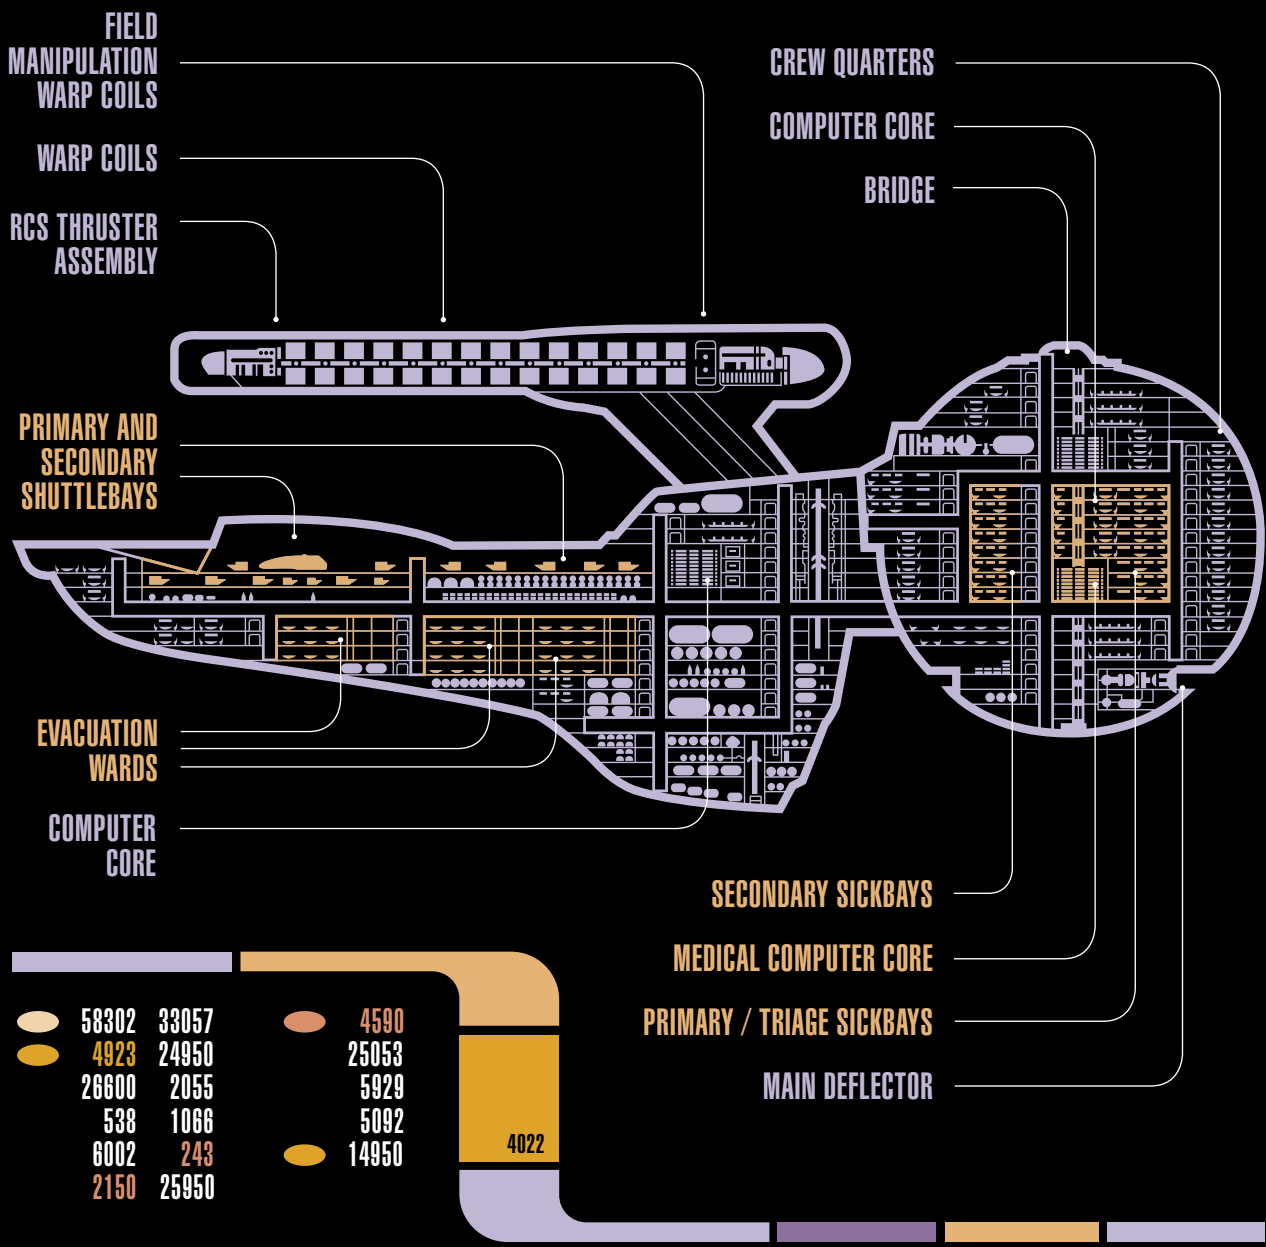 FIELD
MANIPULATION
WARP COILS
WARP COILS
RCS THRUSTER
ASSEMBLY
CREW QUARTERS
COMPUTER CORE
BRIDGE
PRIMARY AND
SECONDARY
SHUTTLEBAYS
EVACUATION
WARDS
COMPUTER
CORE
SECONDARY SICKBAYS
MEDICAL COMPUTER CORE
PRIMARY / TRIAGE SICKBAYS
MAIN DEFLECTOR
58302 33057 4590
4923 24950 25053
26600 2055 5929
538 1066 5092
6002 243 14950
2150 25950
4022